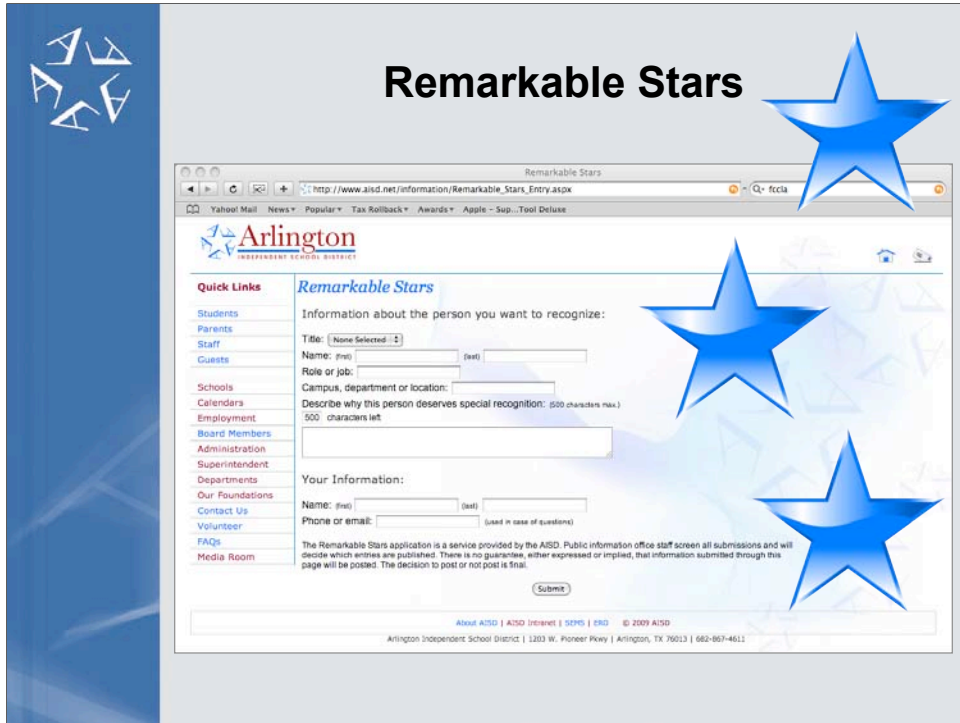 Remarkable Stars
Remarkable Stars
http://www.aisd.net/information/Remarkable_Stars_Entry.aspx
fccla
Yahoo! Mail News Popular Tax Rollback Awards Apple - Sup...Tool Deluxe
Arlington
INDEPENDENT SCHOOL DISTRICT
Quick Links
Students
Parents
Staff
Guests
Schools
Calendars
Employment
Board Members
Administration
Superintendent
Departments
Our Foundations
Contact Us
Volunteer
FAQs
Media Room
Remarkable Stars
Information about the person you want to recognize:
Title: None Selected
Name: (first) (last)
Role or job:
Campus, department or location:
Describe why this person deserves special recognition: (500 characters max.)
500 characters left
Your Information:
Name: (first) (last)
Phone or email: (used in case of questions)
The Remarkable Stars application is a service provided by the AISD. Public information office staff screen all submissions and will
decide which entries are published. There is no guarantee, either expressed or implied, that information submitted through this
page will be posted. The decision to post or not post is final.
Submit
About AISD | AISD Intranet | SEMS | ERO © 2009 AISD
Arlington Independent School District | 1203 W. Pioneer Pkwy | Arlington, TX 76013 | 682-867-4611